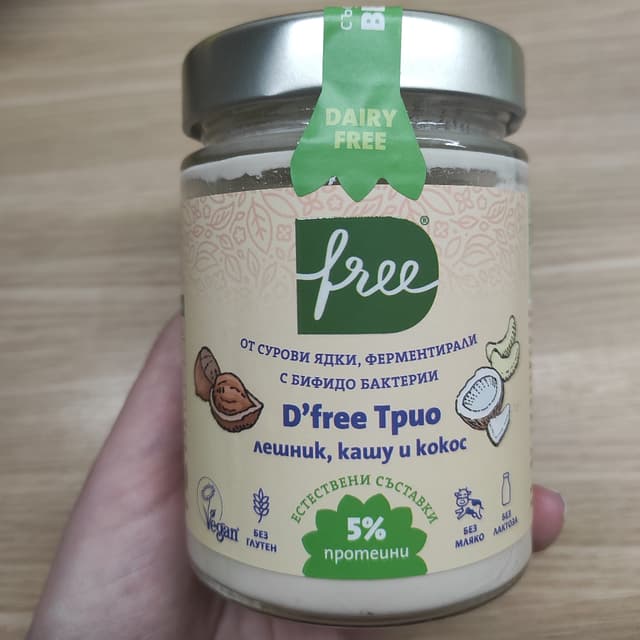 DAIRY
FREE
free
®
ОТ СУРОВИ ЯДКИ, ФЕРМЕНТИРАЛИ
С БИФИДО БАКТЕРИИ
D'free Трио
лешник, кашу и кокос
ЕСТЕСТВЕНИ СЪСТАВКИ
5%
протеини
Vegan
БЕЗ
ГЛУТЕН
БЕЗ
МЛЯКО
БЕЗ
ЛАКТОЗА